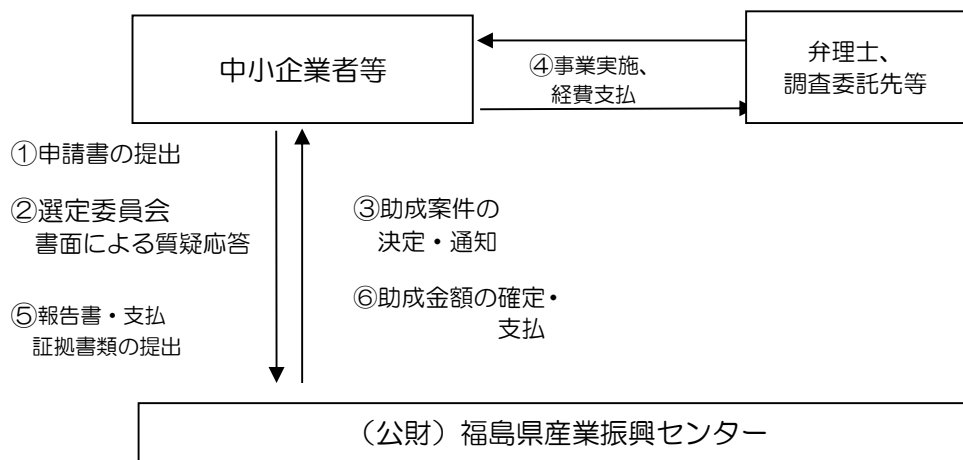 中小企業者等
弁理士、
調査委託先等
④事業実施、
経費支払
①申請書の提出
②選定委員会
書面による質疑応答
③助成案件の
決定・通知
⑤報告書・支払
証拠書類の提出
⑥助成金額の確定・
支払
（公財）福島県産業振興センター